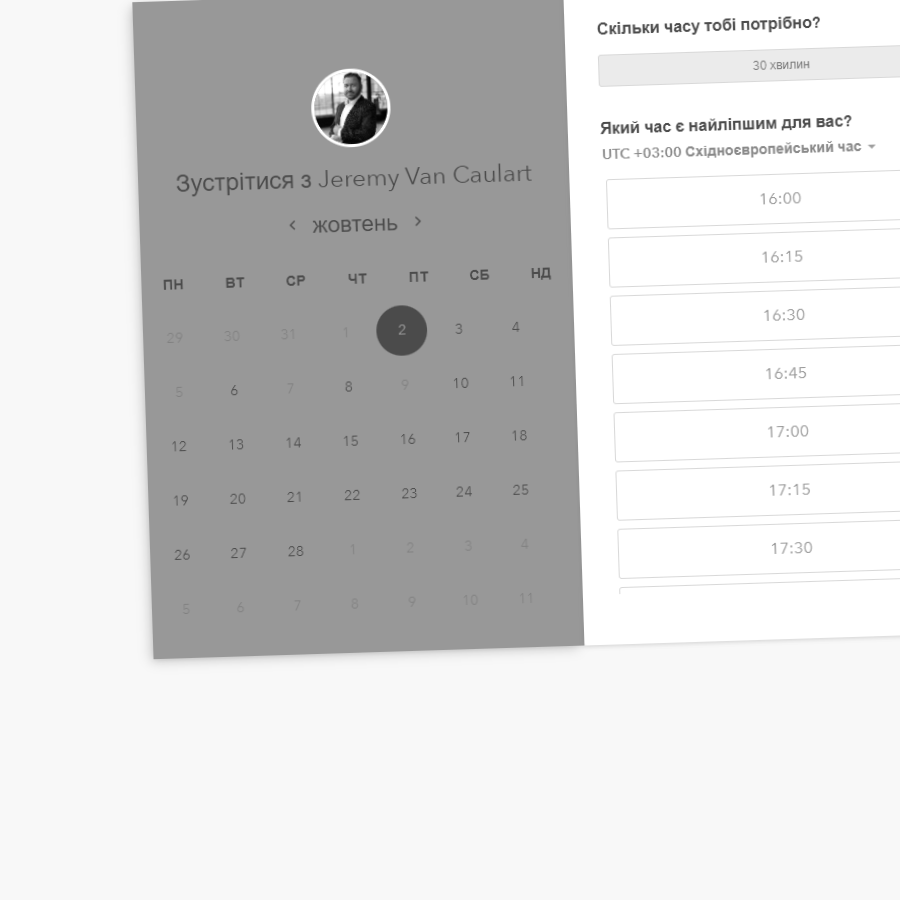 Зустрітися з Jeremy Van Caulart
жовтень
ПН ВТ СР ЧТ ПТ СБ НД
29 30 31 1 2 3 4
5 6 7 8 9 10 11
12 13 14 15 16 17 18
19 20 21 22 23 24 25
26 27 28 1 2 3 4
5 6 7 8 9 10 11
Скільки часу тобі потрібно?
30 хвилин
Який час є найліпшим для вас?
UTC +03:00 Східноєвропейський час
16:00
16:15
16:30
16:45
17:00
17:15
17:30